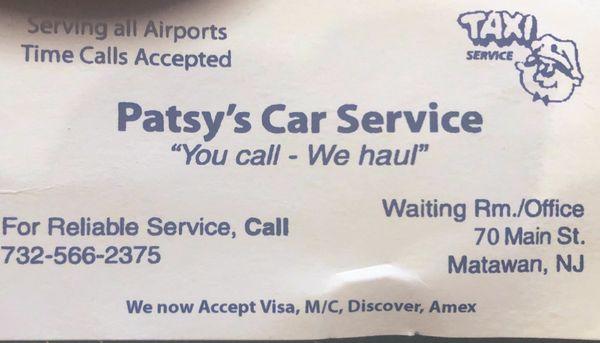 Serving all Airports
Time Calls Accepted
TAXI
SERVICE
Patsy's Car Service
"You call - We haul"
For Reliable Service, Call
732-566-2375
Waiting Rm./Office
70 Main St.
Matawan, NJ
We now Accept Visa, M/C, Discover, Amex